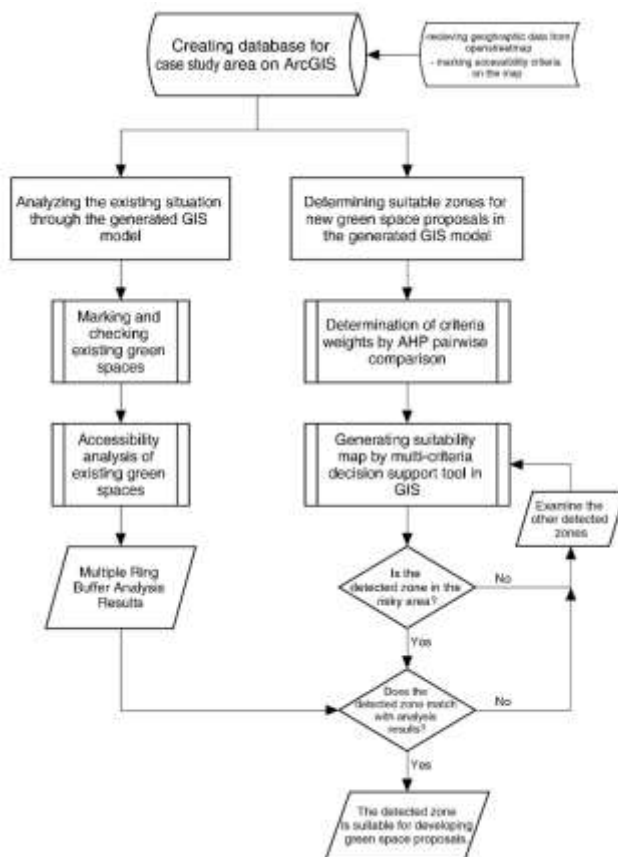 Creating database for
case study area on ArcGIS
- recieving geoghraphic data from
openstreetmap
- marking accessibility criteria
on the map
Analyzing the existing situation
through the generated GIS
model
Determining suitable zones for
new green space proposals in
the generated GIS model
Marking and
checking
existing green
spaces
Determination of criteria
weights by AHP pairwise
comparison
Accessibility
analysis of
existing green
spaces
Generating suitability
map by multi-criteria
decision support tool in
GIS
Examine the
other detected
zones
Multiple Ring
Buffer Analysis
Results
Is the
detected zone in the
risky area?
No
Yes
Does the
detected zone match
with analysis
results?
No
Yes
The detected zone
is suitable for developing
green space proposals.